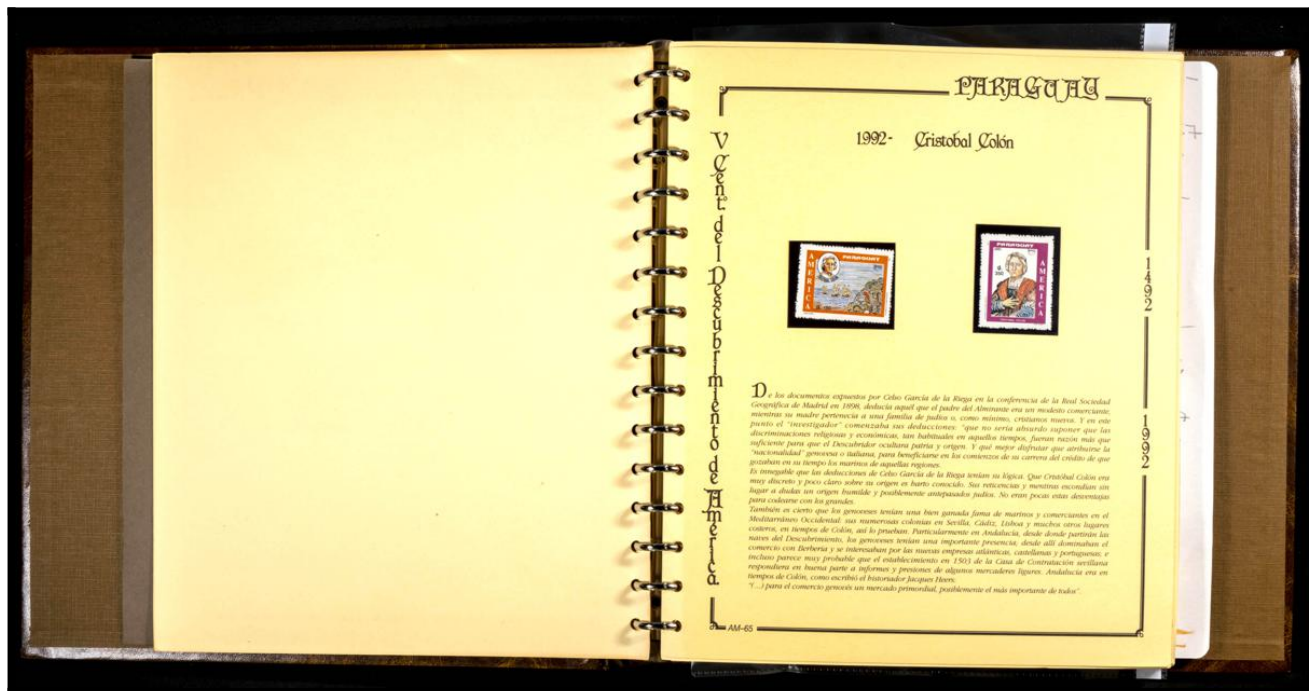 PARAGUAY
1992- Cristobal Colón
V Cent.º del Descubrimiento de América
PARAGUAY
AMERICA
PARAGUAY
AMERICA
1492
1992
De los documentos expuestos por Celso García de la Riega en la conferencia de la Real Sociedad
Geográfica de Madrid en 1898, deducía aquel que el padre del Almirante era un modesto comerciante,
mientras su madre pertenecía a una familia de judíos o, como mínimo, cristianos nuevos. Y en este
punto el "investigador" comenzaba sus deducciones: "que no sería absurdo suponer que las
discriminaciones religiosas y económicas, tan habituales en aquellos tiempos, fueran razón más que
suficiente para que el Descubridor ocultara patria y origen. Y qué mejor disfrutar que atribuirse la
"nacionalidad" genovesa o italiana, para beneficiarse en los comienzos de su carrera del crédito de que
gozaban en su tiempo los marinos de aquellas regiones.
Es innegable que las deducciones de Celso García de la Riega tenían su lógica. Que Cristóbal Colón era
muy discreto y poco claro sobre su origen es harto conocido. Sus reticencias y mentiras escondían sin
lugar a dudas un origen humilde y posiblemente antepasados judíos. No eran pocas estas desventajas
para codearse con los grandes.
También es cierto que los genoveses tenían una bien ganada fama de marinos y comerciantes en el
Mediterráneo Occidental: sus numerosas colonias en Sevilla, Cádiz, Lisboa y muchos otros lugares
costeros, en tiempos de Colón, así lo prueban. Particularmente en Andalucía, desde donde partirán las
naves del Descubrimiento, los genoveses tenían una importante presencia; desde allí dominaban el
comercio con Berbería y se interesaban por las nuevas empresas atlánticas, castellanas y portuguesas; e
incluso parece muy probable que el establecimiento en 1503 de la Casa de Contratación sevillana
respondiera en buena parte a informes y presiones de algunos mercaderes ligures. Andalucía era en
tiempos de Colón, como escribió el historiador Jacques Heers:
"(...) para el comercio genovés un mercado primordial, posiblemente el más importante de todos".
AM-65